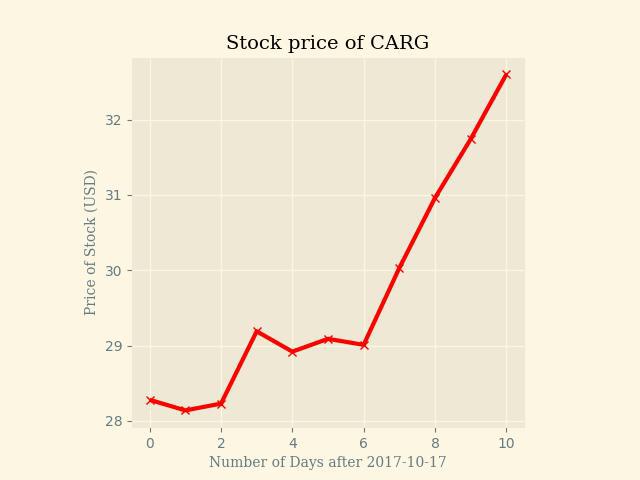 Stock price of CARG
Price of Stock (USD)
32
31
30
29
28
0 2 4 6 8 10
Number of Days after 2017-10-17